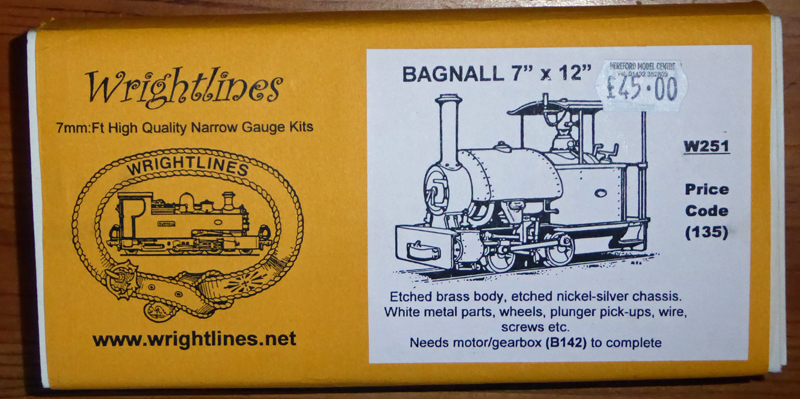 Wrightlines
7mm:Ft High Quality Narrow Gauge Kits
WRIGHTLINES
www.wrightlines.net
BAGNALL 7" x 12"
HEREFORD MODEL CENTRE
£45.00
W251
Price
Code
(135)
Etched brass body, etched nickel-silver chassis.
White metal parts, wheels, plunger pick-ups, wire,
screws etc.
Needs motor/gearbox (B142) to complete